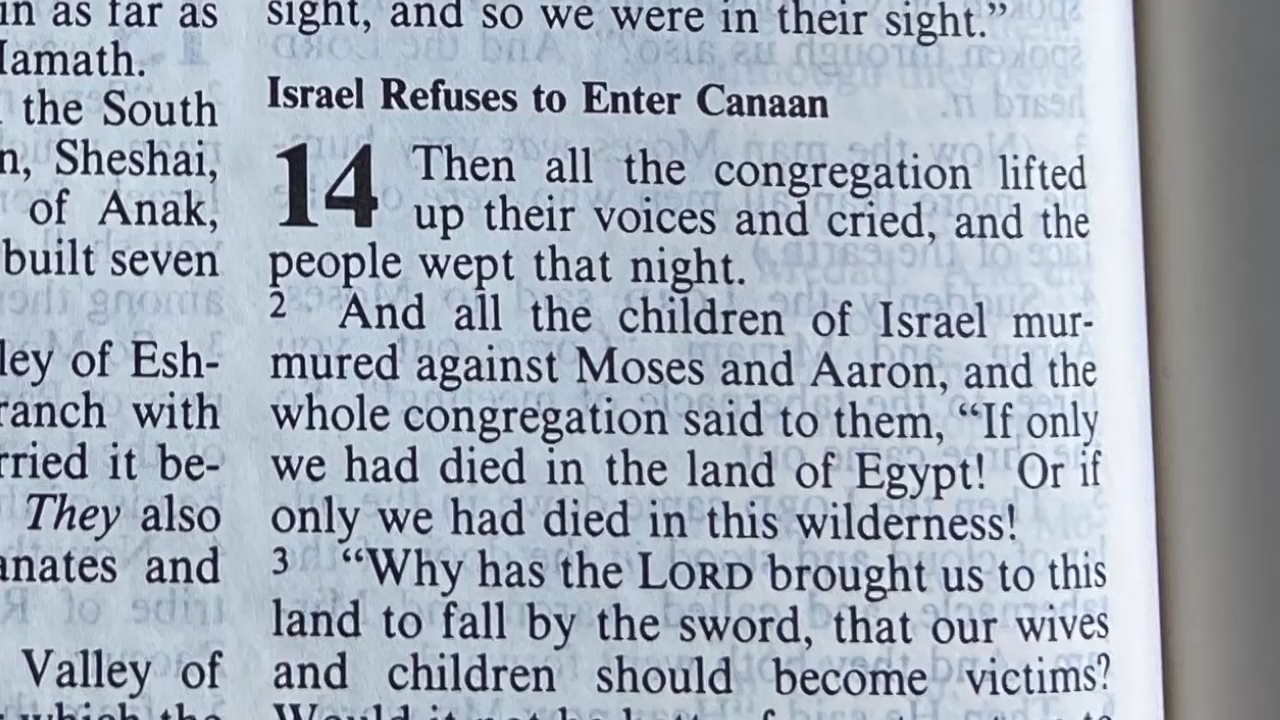 in as far as
Hamath.
the South
n, Sheshai,
of Anak,
built seven
ley of Esh-
ranch with
rried it be-
They also
anates and
Valley of
which the
sight, and so we were in their sight.”
Israel Refuses to Enter Canaan
14 Then all the congregation lifted
up their voices and cried, and the
people wept that night.
2 And all the children of Israel mur-
mured against Moses and Aaron, and the
whole congregation said to them, “If only
we had died in the land of Egypt! Or if
only we had died in this wilderness!
3 “Why has the LORD brought us to this
land to fall by the sword, that our wives
and children should become victims?
Would it not be